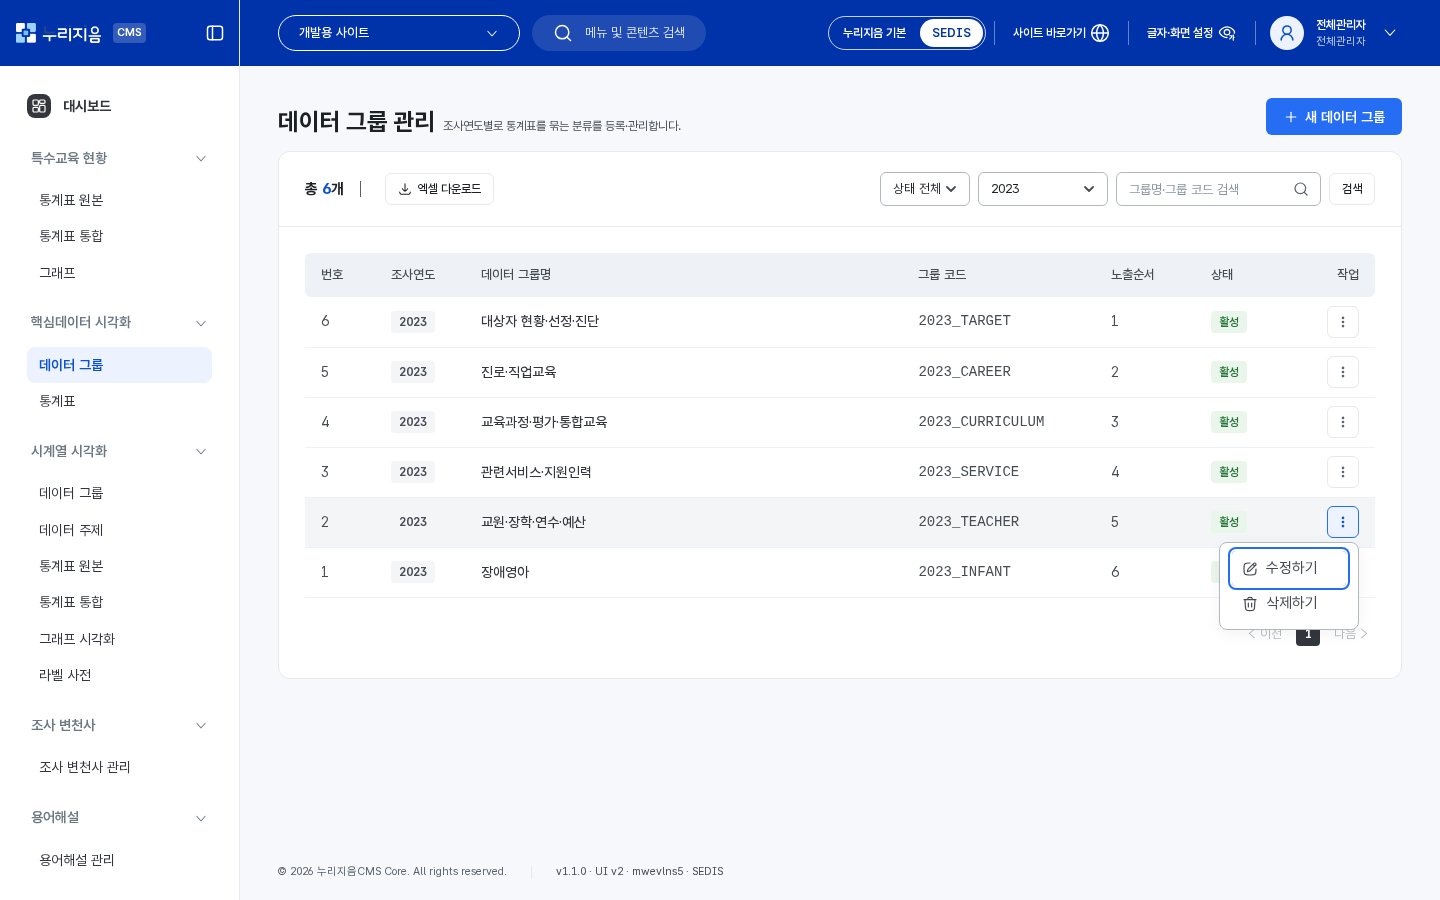 누리지음 CMS
개발용 사이트
메뉴 및 콘텐츠 검색
누리지음 기본
SEDIS
사이트 바로가기
글자·화면 설정
전체관리자
전체관리자
대시보드
특수교육 현황
통계표 원본
통계표 통합
그래프
핵심데이터 시각화
데이터 그룹
통계표
시계열 시각화
데이터 그룹
데이터 주제
통계표 원본
통계표 통합
그래프 시각화
라벨 사전
조사 변천사
조사 변천사 관리
용어해설
용어해설 관리
데이터 그룹 관리 조사연도별로 통계표를 묶는 분류를 등록·관리합니다.
새 데이터 그룹
총 6개
엑셀 다운로드
상태 전체
2023
그룹명·그룹 코드 검색
검색
번호 조사연도 데이터 그룹명 그룹 코드 노출순서 상태 작업
6 2023 대상자 현황·선정·진단 2023_TARGET 1 활성
5 2023 진로·직업교육 2023_CAREER 2 활성
4 2023 교육과정·평가·통합교육 2023_CURRICULUM 3 활성
3 2023 관련서비스·지원인력 2023_SERVICE 4 활성
2 2023 교원·장학·연수·예산 2023_TEACHER 5 활성
1 2023 장애영아 2023_INFANT 6
수정하기
삭제하기
이전 1 다음
© 2026 누리지음CMS Core. All rights reserved.
v1.1.0 · UI v2 · mwevlns5 · SEDIS